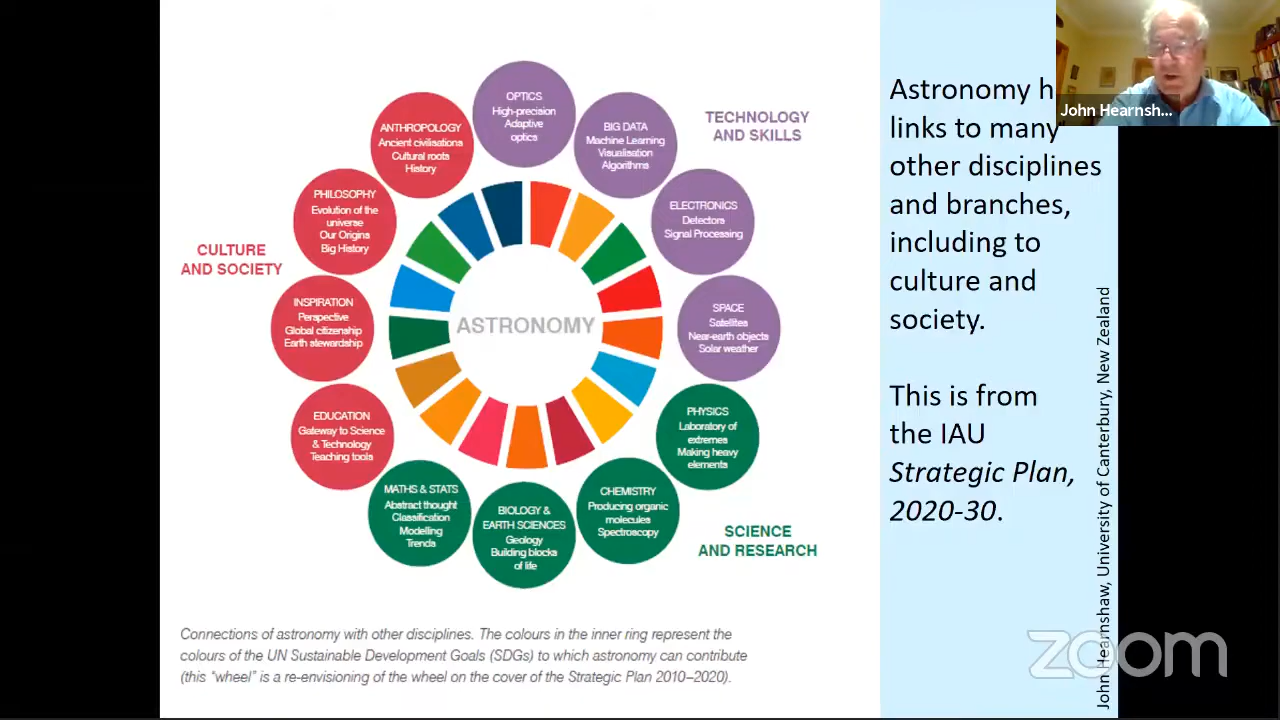 OPTICS
High-precision
Adaptive
optics
BIG DATA
Machine Learning
Visualisation
Algorithms
TECHNOLOGY
AND SKILLS
ELECTRONICS
Detectors
Signal Processing
SPACE
Satellites
Near-earth objects
Solar weather
PHYSICS
Laboratory of
extremes
Making heavy
elements
CHEMISTRY
Producing organic
molecules
Spectroscopy
SCIENCE
AND RESEARCH
BIOLOGY &
EARTH SCIENCES
Geology
Building blocks
of life
MATHS & STATS
Abstract thought
Classification
Modelling
Trends
EDUCATION
Gateway to Science
& Technology
Teaching tools
INSPIRATION
Perspective
Global citizenship
Earth stewardship
CULTURE
AND SOCIETY
PHILOSOPHY
Evolution of the
universe
Our Origins
Big History
ANTHROPOLOGY
Ancient civilisations
Cultural roots
History
ASTRONOMY
Connections of astronomy with other disciplines. The colours in the inner ring represent the
colours of the UN Sustainable Development Goals (SDGs) to which astronomy can contribute
(this "wheel" is a re-envisioning of the wheel on the cover of the Strategic Plan 2010–2020).
Astronomy h
links to many
other disciplines
and branches,
including to
culture and
society.
This is from
the IAU
Strategic Plan,
2020-30.
John Hearnshaw, University of Canterbury, New Zealand
John Hearnsh...
zoom